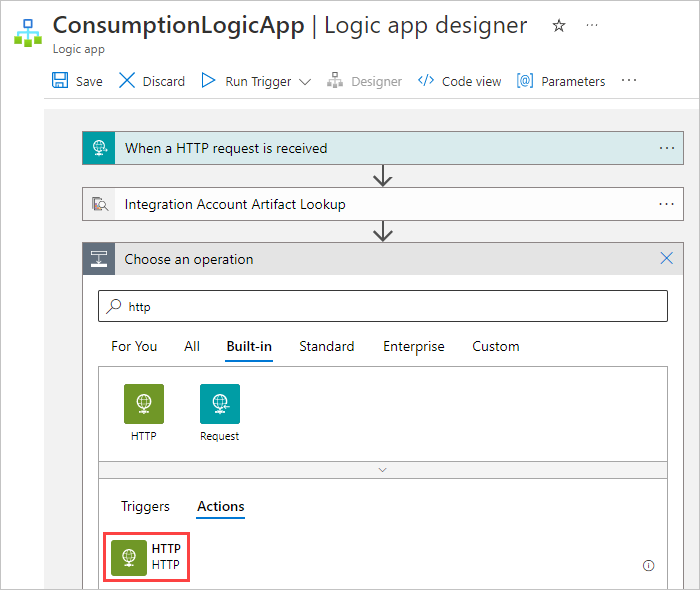 ConsumptionLogicApp | Logic app designer
Logic app
Save Discard Run Trigger Designer Code view Parameters
When a HTTP request is received
Integration Account Artifact Lookup
Choose an operation
http
For You All Built-in Standard Enterprise Custom
HTTP Request
Triggers Actions
HTTP
HTTP